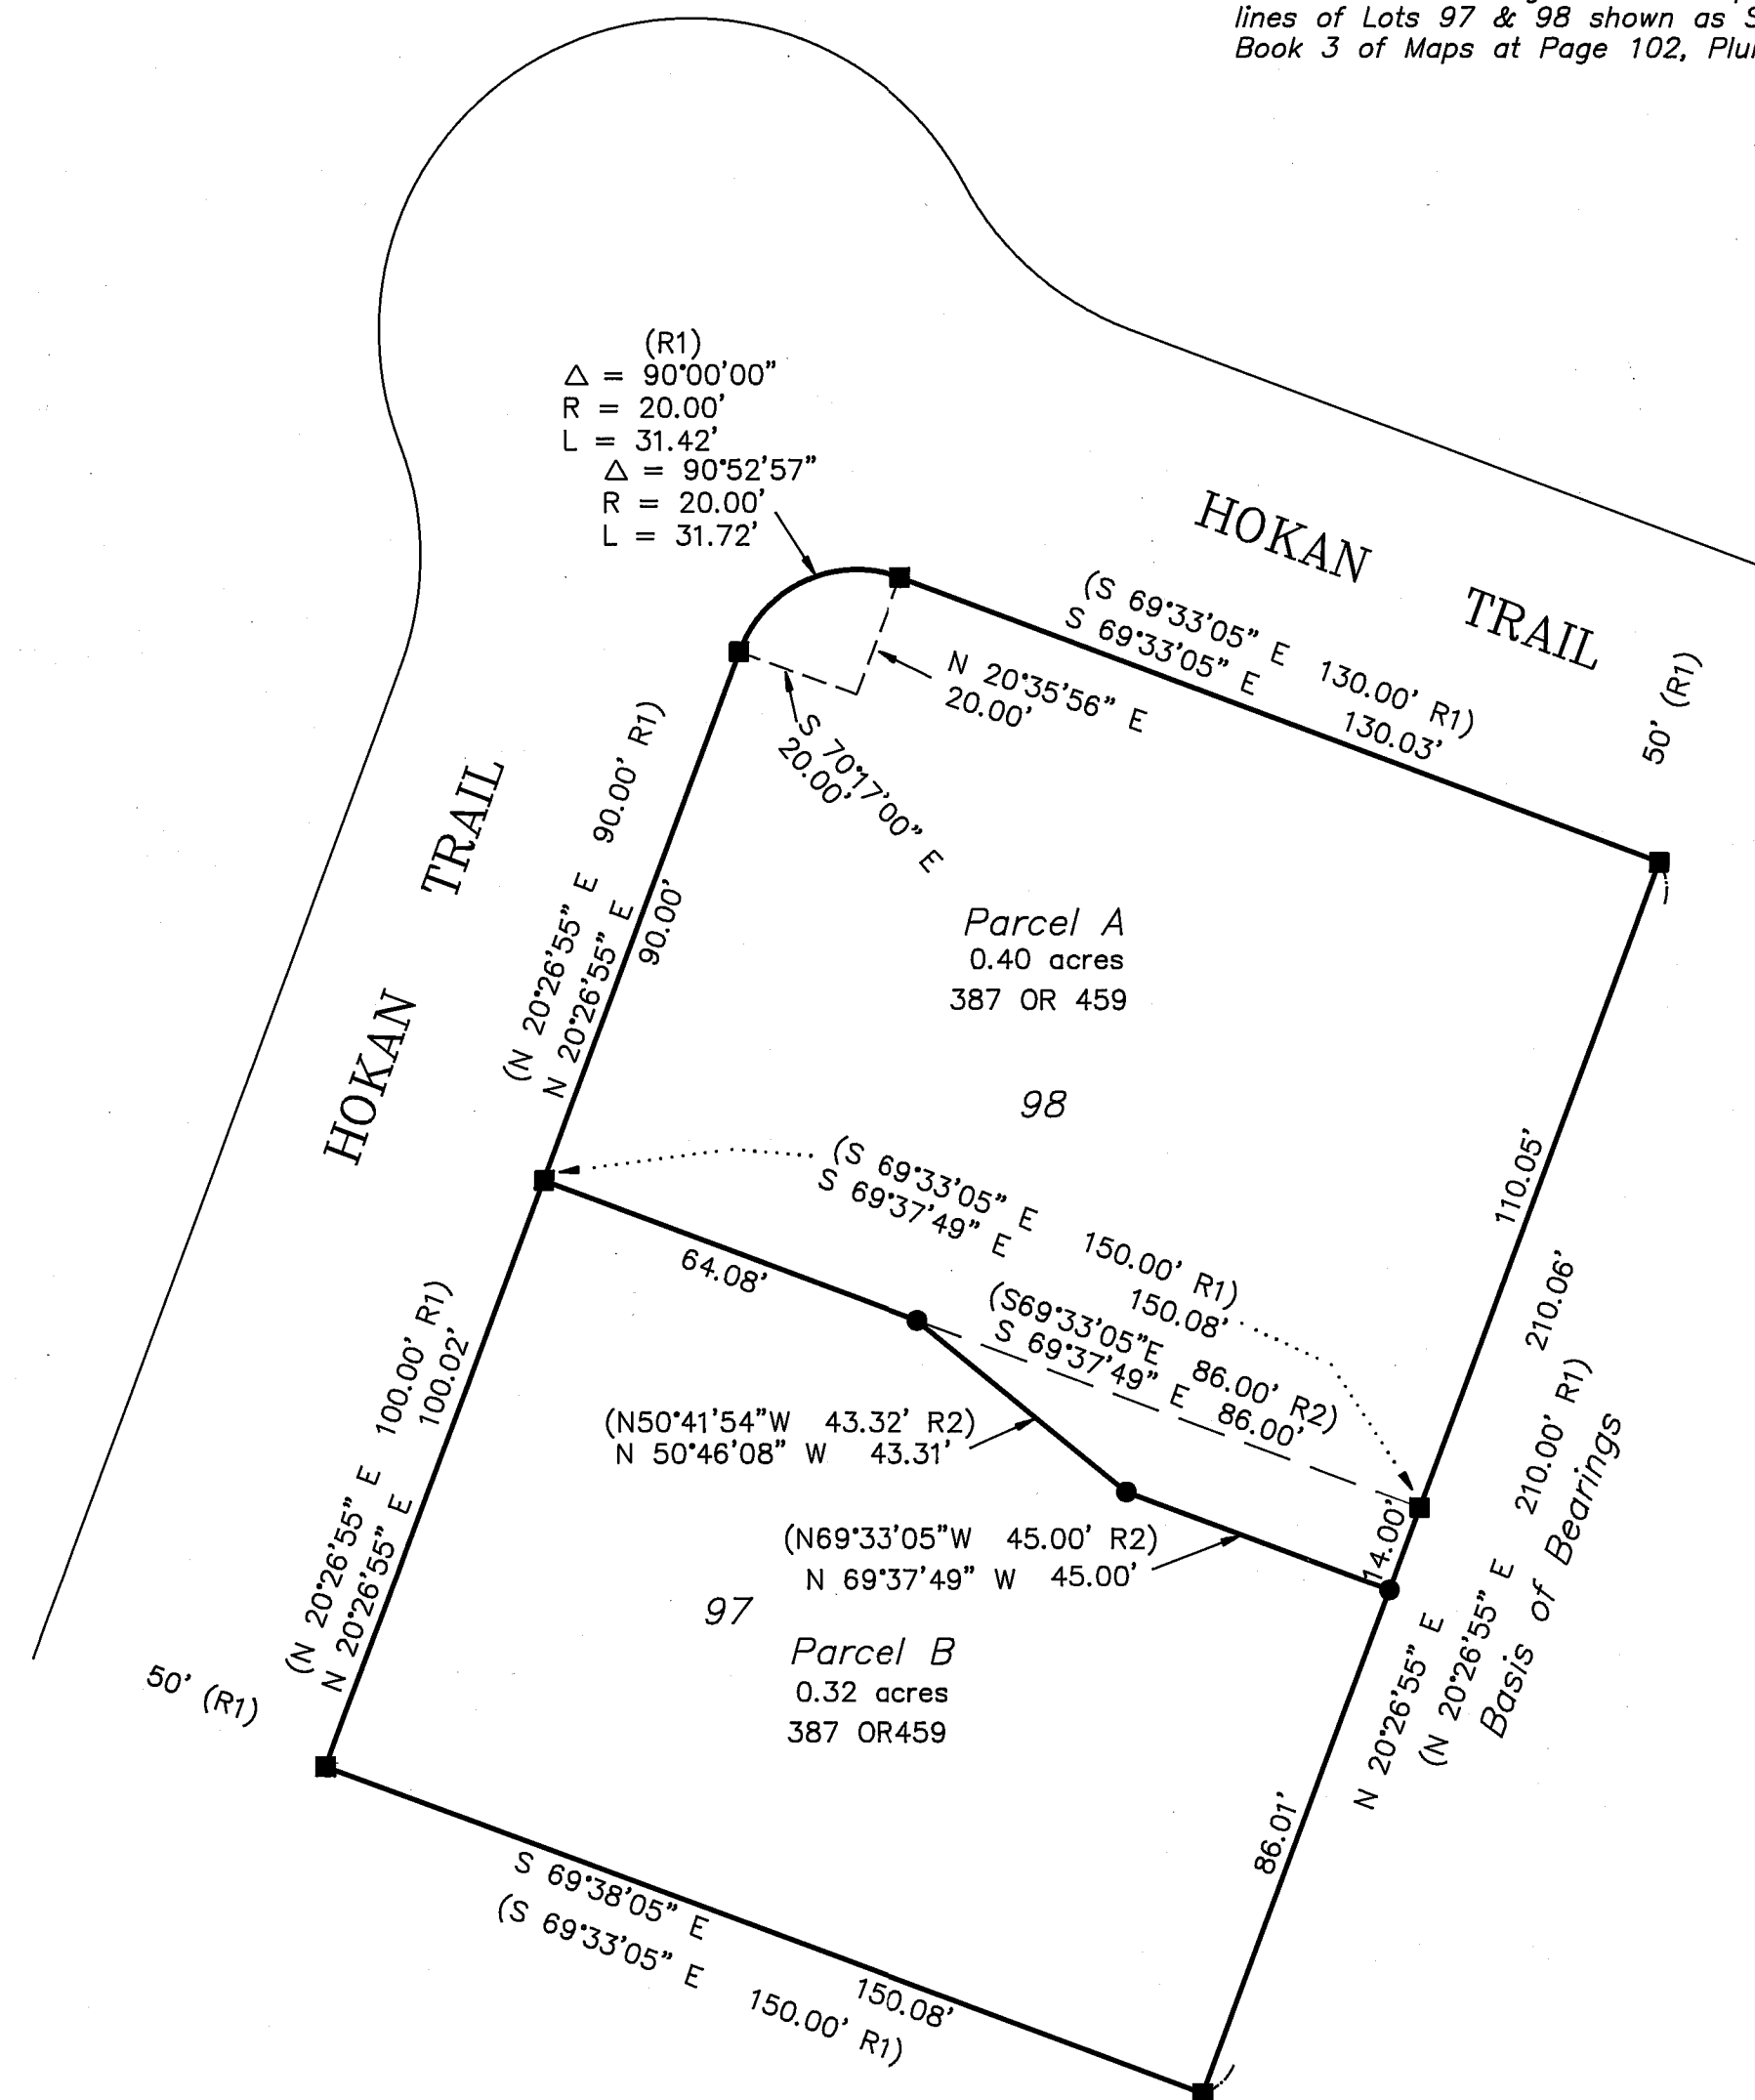 lines of Lots 97 & 98 shown as
Book 3 of Maps at Page 102,
(R1)
△ = 90°00'00"
R = 20.00'
L = 31.42'
△ = 90°52'57"
R = 20.00'
L = 31.72'
HOKAN TRAIL
(S 69°33'05" E 130.00' R1)
S 69°33'05" E 130.03'
50' (R1)
N 20°35'56" E
20.00'
S 70°17'00" E
20.00'
HOKAN TRAIL
(N 20°26'55" E 90.00' R1)
N 20°26'55" E 90.00'
Parcel A
0.40 acres
387 OR 459
98
110.05'
(S 69°33'05" E 150.00' R1)
S 69°37'49" E 150.08'
64.08'
(S69°33'05"E 86.00' R2)
S 69°37'49" E 86.00'
(N50°41'54"W 43.32' R2)
N 50°46'08" W 43.31'
(N69°33'05"W 45.00' R2)
N 69°37'49" W 45.00'
14.00'
N 20°26'55" E 210.06'
(N 20°26'55" E 210.00' R1)
Basis of Bearings
(N 20°26'55" E 100.00' R1)
N 20°26'55" E 100.02'
50' (R1)
97
Parcel B
0.32 acres
387 OR459
86.01'
S 69°38'05" E 150.08'
(S 69°33'05" E 150.00' R1)